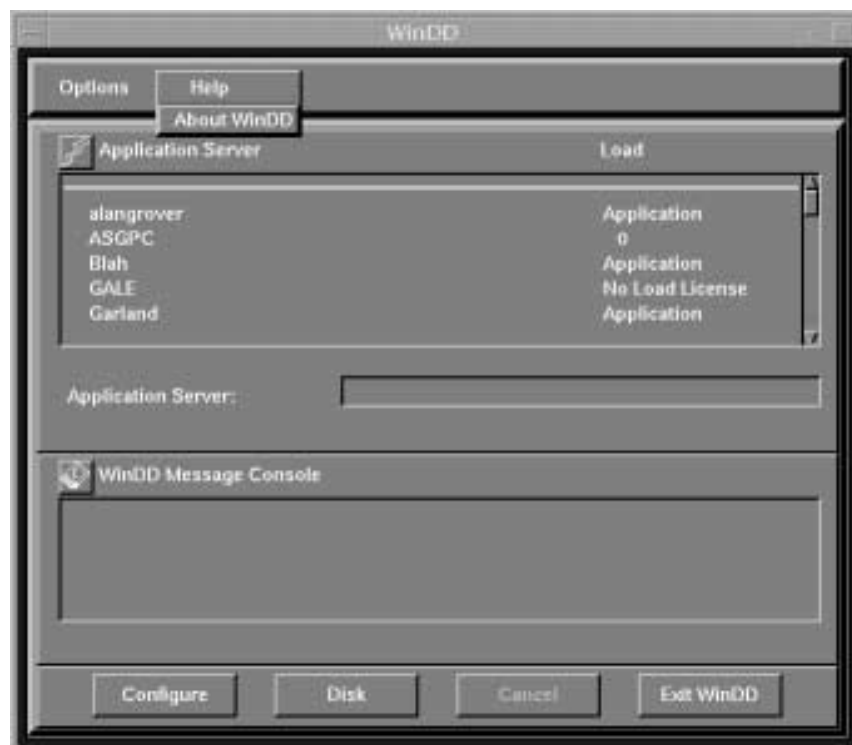 WinDD
Options Help
About WinDD
Application Server Load
alangrover Application
ASGPC 0
Blah Application
GALE No Load License
Garland Application
Application Server:
WinDD Message Console
Configure Disk Cancel Exit WinDD